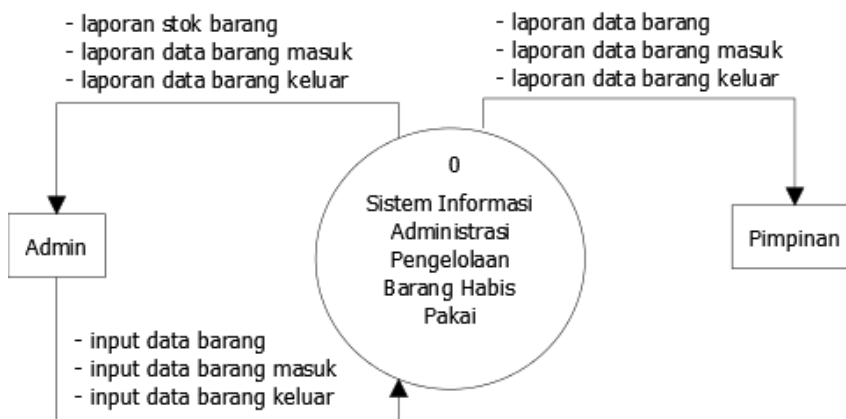 - laporan stok barang
- laporan data barang masuk
- laporan data barang keluar
- laporan data barang
- laporan data barang masuk
- laporan data barang keluar
0
Sistem Informasi
Administrasi
Pengelolaan
Barang Habis
Pakai
Admin
Pimpinan
- input data barang
- input data barang masuk
- input data barang keluar